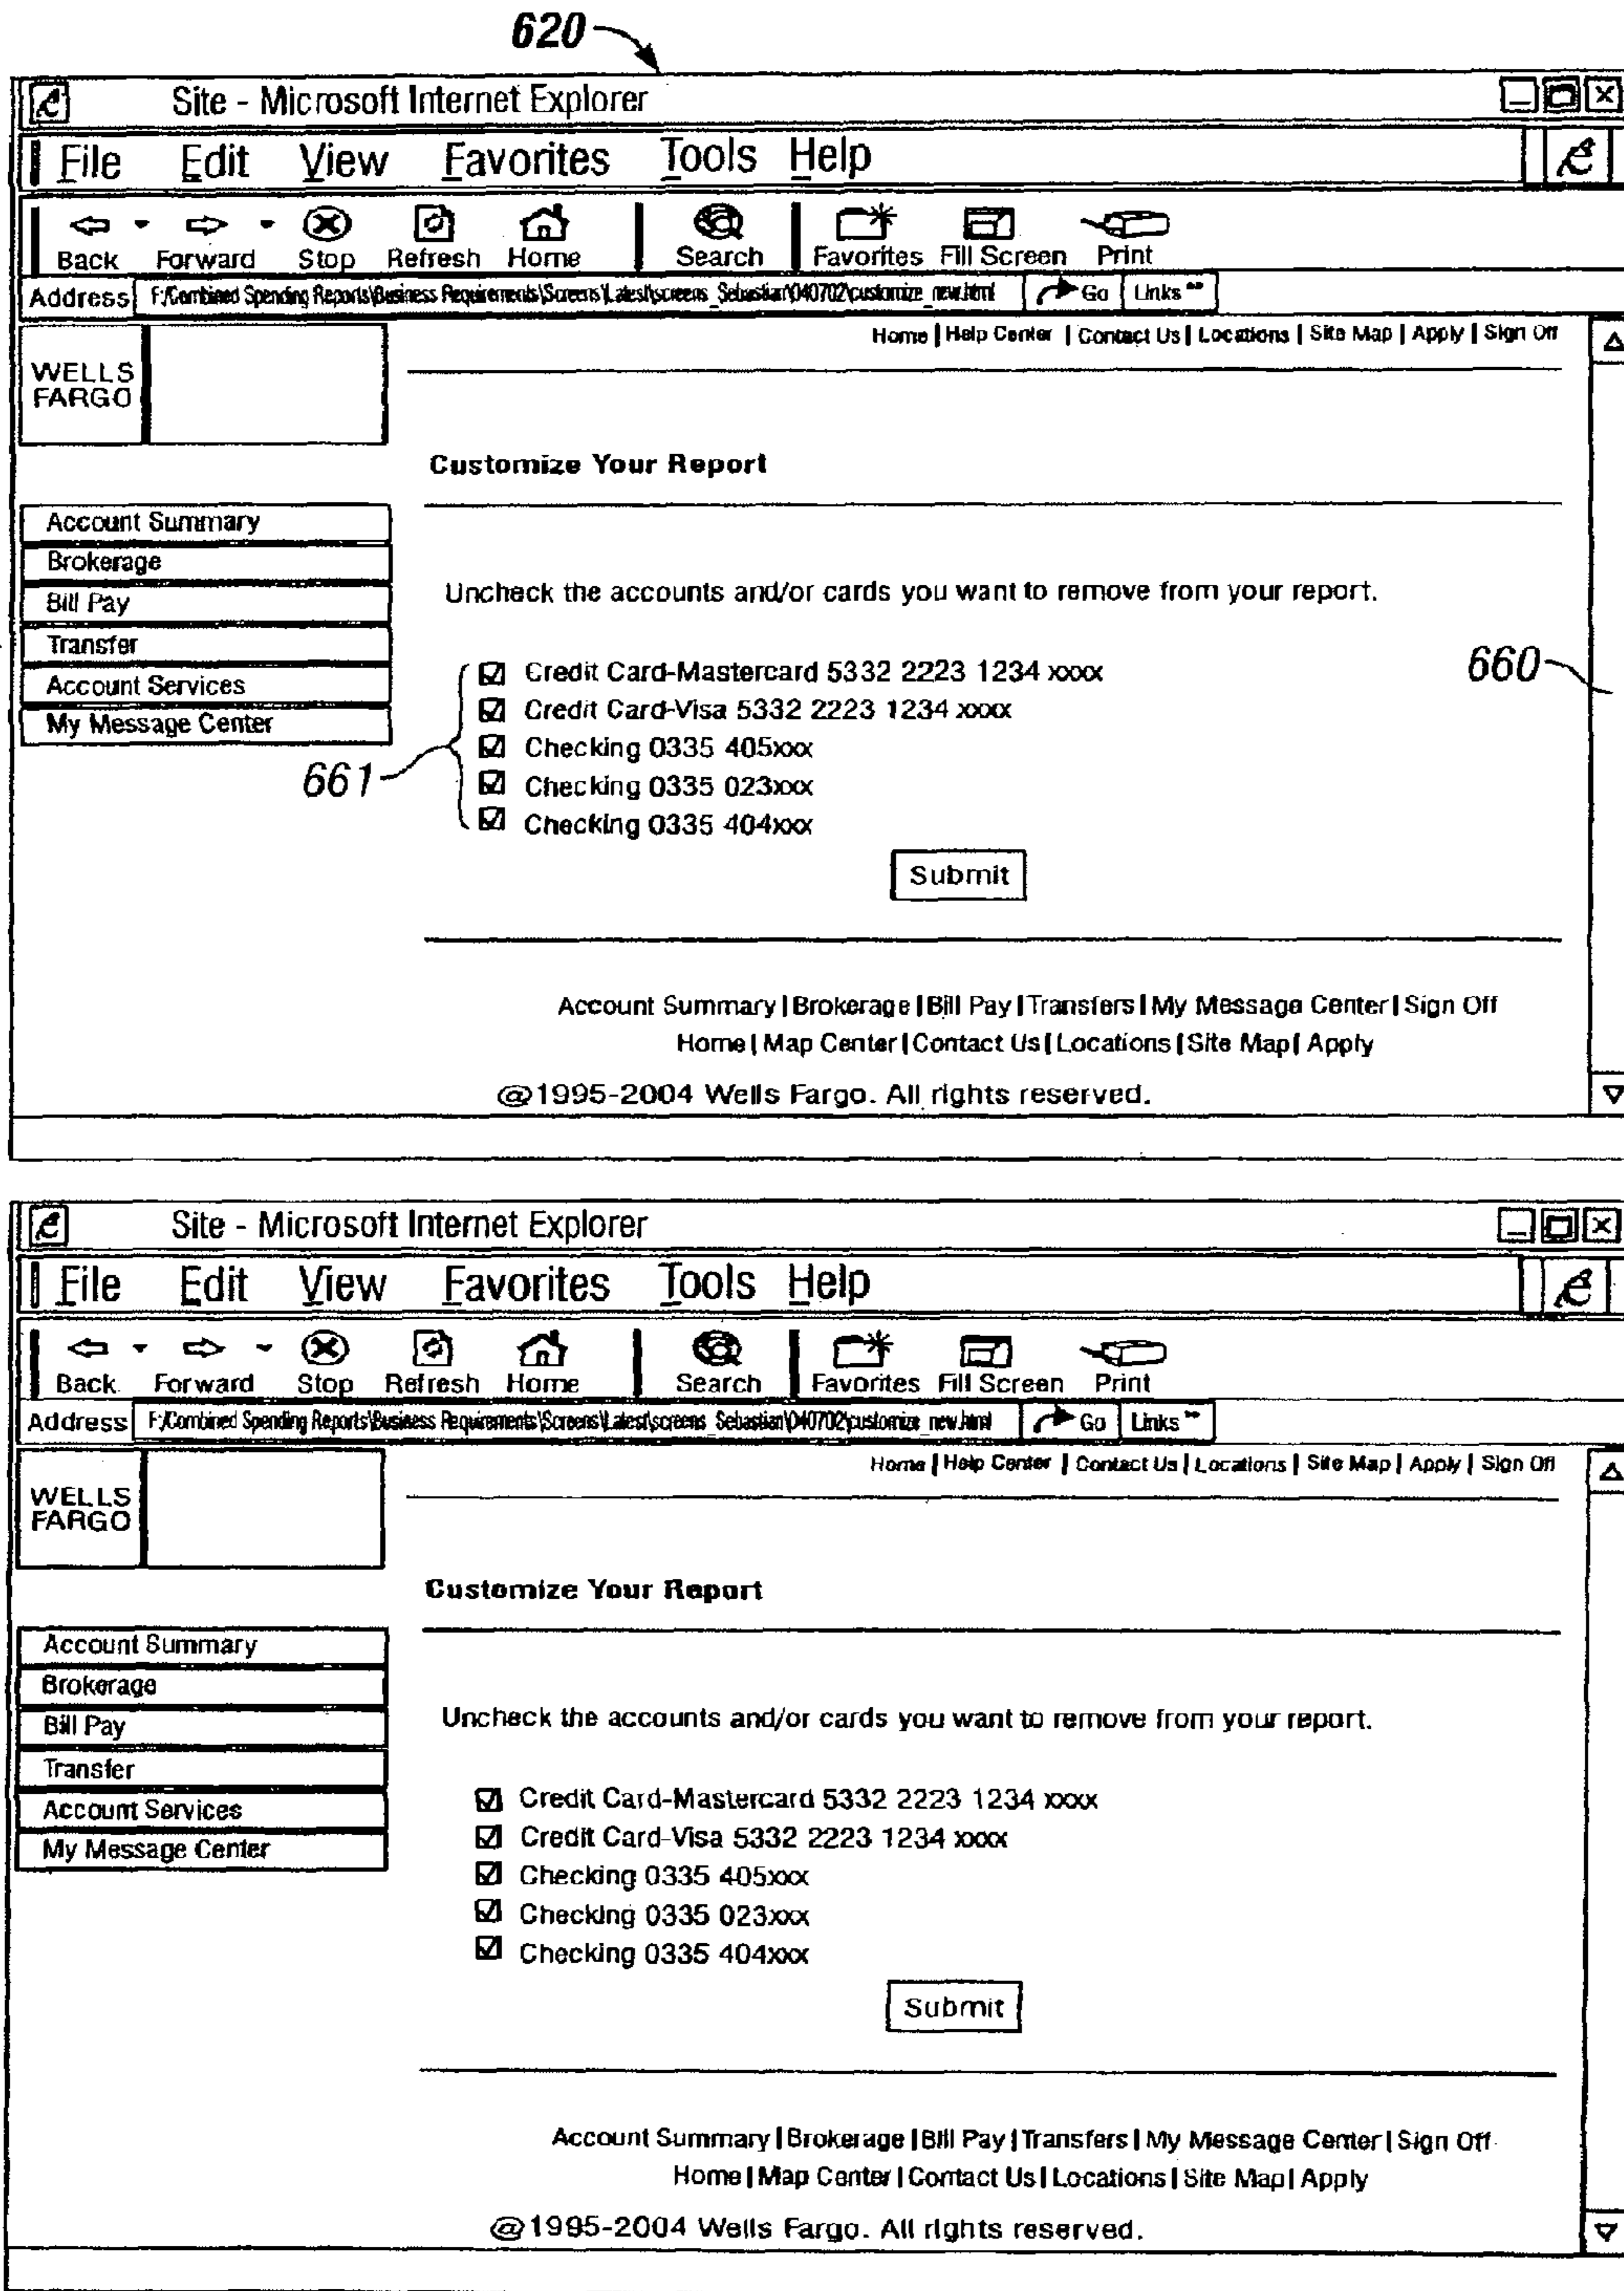 620
Site - Microsoft Internet Explorer
File Edit View Favorites Tools Help
Back Forward Stop Refresh Home Search Favorites Fill Screen Print
Address F:/Combined Spending Reports\Business Requirements\Screens\Latest\screens_Sebastian\040702\customize_new.html Go Links
Home | Help Center | Contact Us | Locations | Site Map | Apply | Sign Off
WELLS
FARGO
Customize Your Report
Account Summary
Brokerage
Bill Pay
Transfer
Account Services
My Message Center
Uncheck the accounts and/or cards you want to remove from your report.
Credit Card-Mastercard 5332 2223 1234 xxxx
Credit Card-Visa 5332 2223 1234 xxxx
Checking 0335 405xxx
Checking 0335 023xxx
Checking 0335 404xxx
660
661
Submit
Account Summary | Brokerage | Bill Pay | Transfers | My Message Center | Sign Off
Home | Map Center | Contact Us | Locations | Site Map | Apply
@1995-2004 Wells Fargo. All rights reserved.
Site - Microsoft Internet Explorer
File Edit View Favorites Tools Help
Back Forward Stop Refresh Home Search Favorites Fill Screen Print
Address F:/Combined Spending Reports\Business Requirements\Screens\Latest\screens_Sebastian\040702\customize_new.html Go Links
Home | Help Center | Contact Us | Locations | Site Map | Apply | Sign Off
WELLS
FARGO
Customize Your Report
Account Summary
Brokerage
Bill Pay
Transfer
Account Services
My Message Center
Uncheck the accounts and/or cards you want to remove from your report.
Credit Card-Mastercard 5332 2223 1234 xxxx
Credit Card-Visa 5332 2223 1234 xxxx
Checking 0335 405xxx
Checking 0335 023xxx
Checking 0335 404xxx
Submit
Account Summary | Brokerage | Bill Pay | Transfers | My Message Center | Sign Off
Home | Map Center | Contact Us | Locations | Site Map | Apply
@1995-2004 Wells Fargo. All rights reserved.